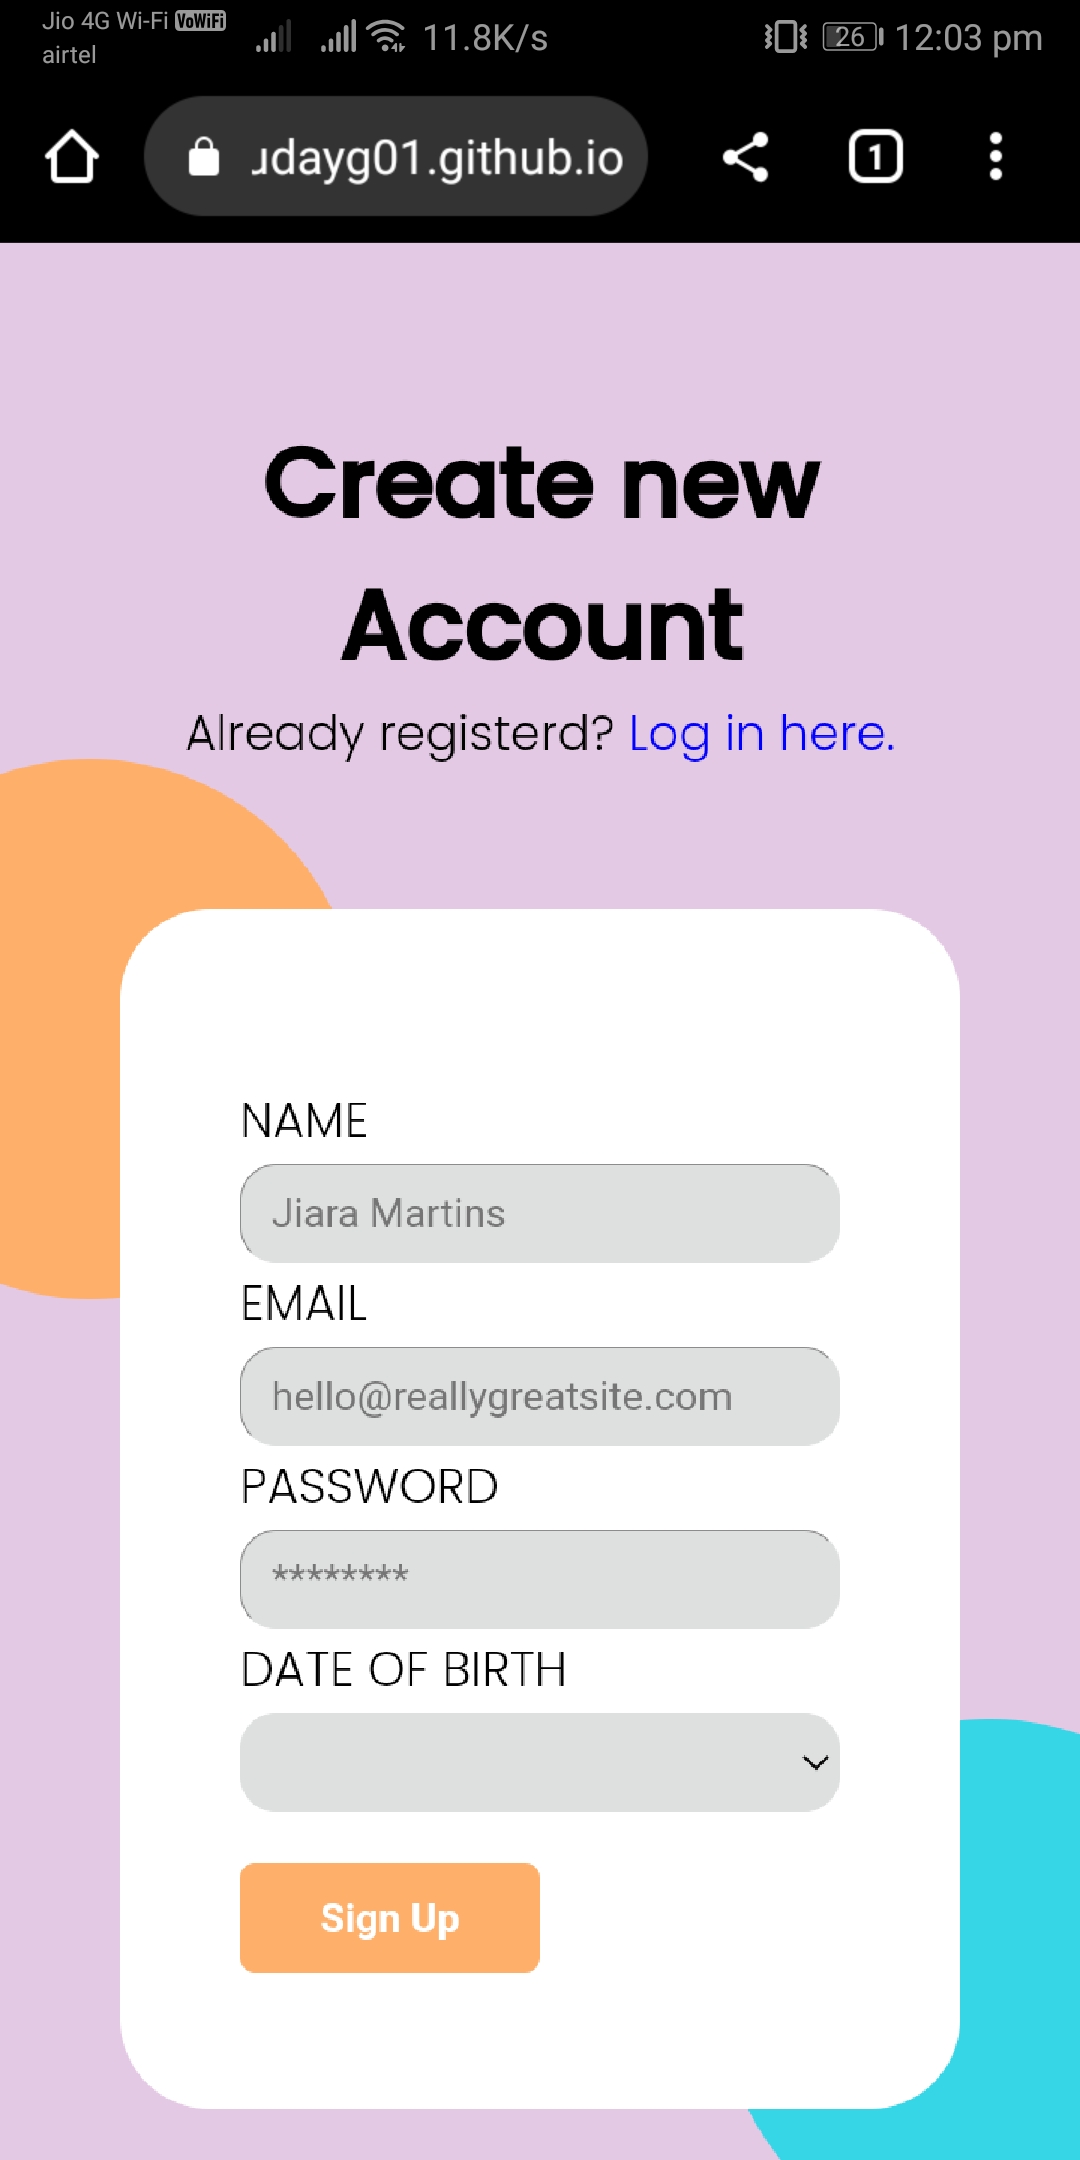 Jio 4G Wi-Fi VoWiFi
airtel
11.8K/s
26 12:03 pm
udayg01.github.io
1
Create new
Account
Already registerd? Log in here.
NAME
Jiara Martins
EMAIL
hello@reallygreatsite.com
PASSWORD
********
DATE OF BIRTH
Sign Up